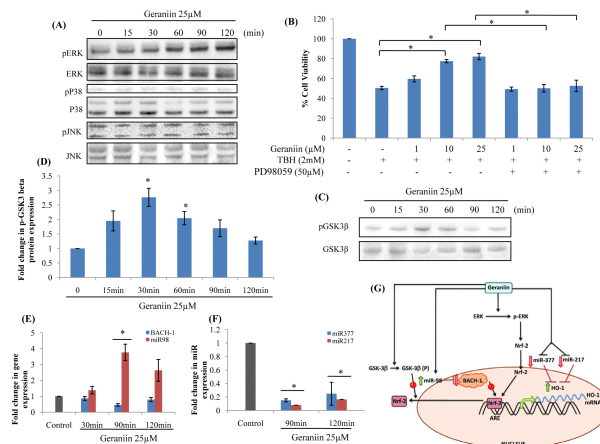 (A)
Geraniin 25µM
0 15 30 60 90 120 (min)
pERK
ERK
pP38
P38
pJNK
JNK
(B)
% Cell Viability
120
100
80
60
40
20
0
* * *
Geraniin (µM) - - 1 10 25 1 10 25
TBH (2mM) - + + + + + + +
PD98059 (50µM) - - - - - + + +
(C)
Geraniin 25µM
0 15 30 60 90 120 (min)
pGSK3β
GSK3β
(D)
Fold change in p-GSK3 beta
protein expression
4
3.5
3
2.5
2
1.5
1
0.5
0
* *
0 15min 30min 60min 90min 120min
Geraniin 25µM
(E)
Fold change in gene
expression
5
4
3
2
1
0
BACH-1
miR98
*
Control 30min 90min 120min
Geraniin 25µM
(F)
Fold change in miR
expression
1.2
1
0.8
0.6
0.4
0.2
0
miR377
miR217
* *
Control 90min 120min
Geraniin 25µM
(G)
Geraniin
ERK p-ERK
Nrf-2
miR-377 miR-217
GSK-3β GSK-3β (P)
miR-98
BACH-1
Nrf-2
HO-1
HO-1
mRNA
Nrf-2
Nrf-2
ARE
NUCLEUS